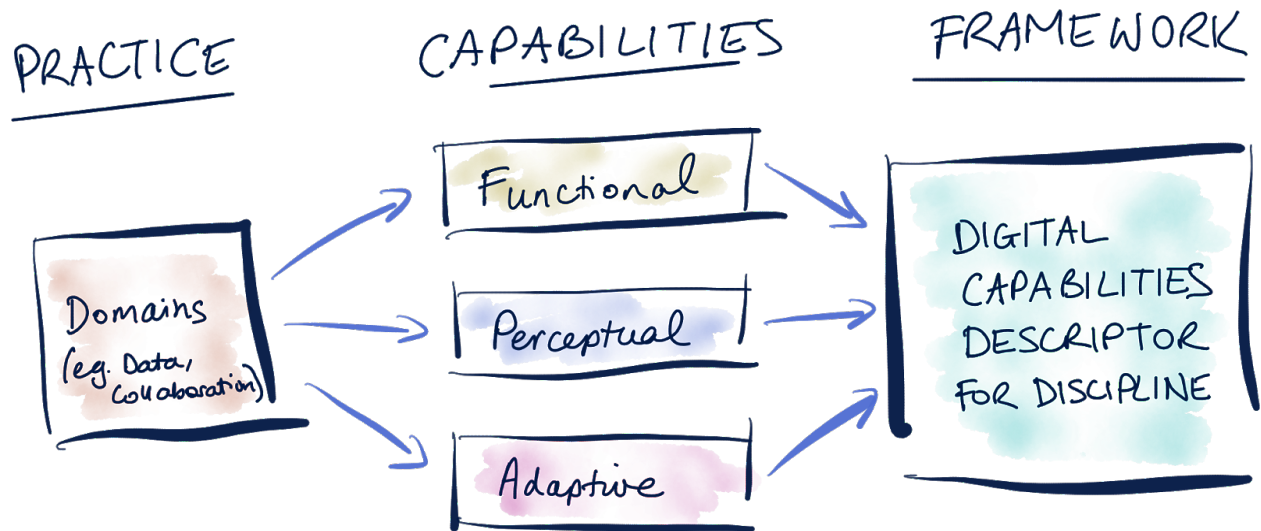 PRACTICE
CAPABILITIES
FRAMEWORK
Domains
(eg. Data,
Collaboration)
Functional
Perceptual
Adaptive
DIGITAL
CAPABILITIES
DESCRIPTOR
FOR DISCIPLINE